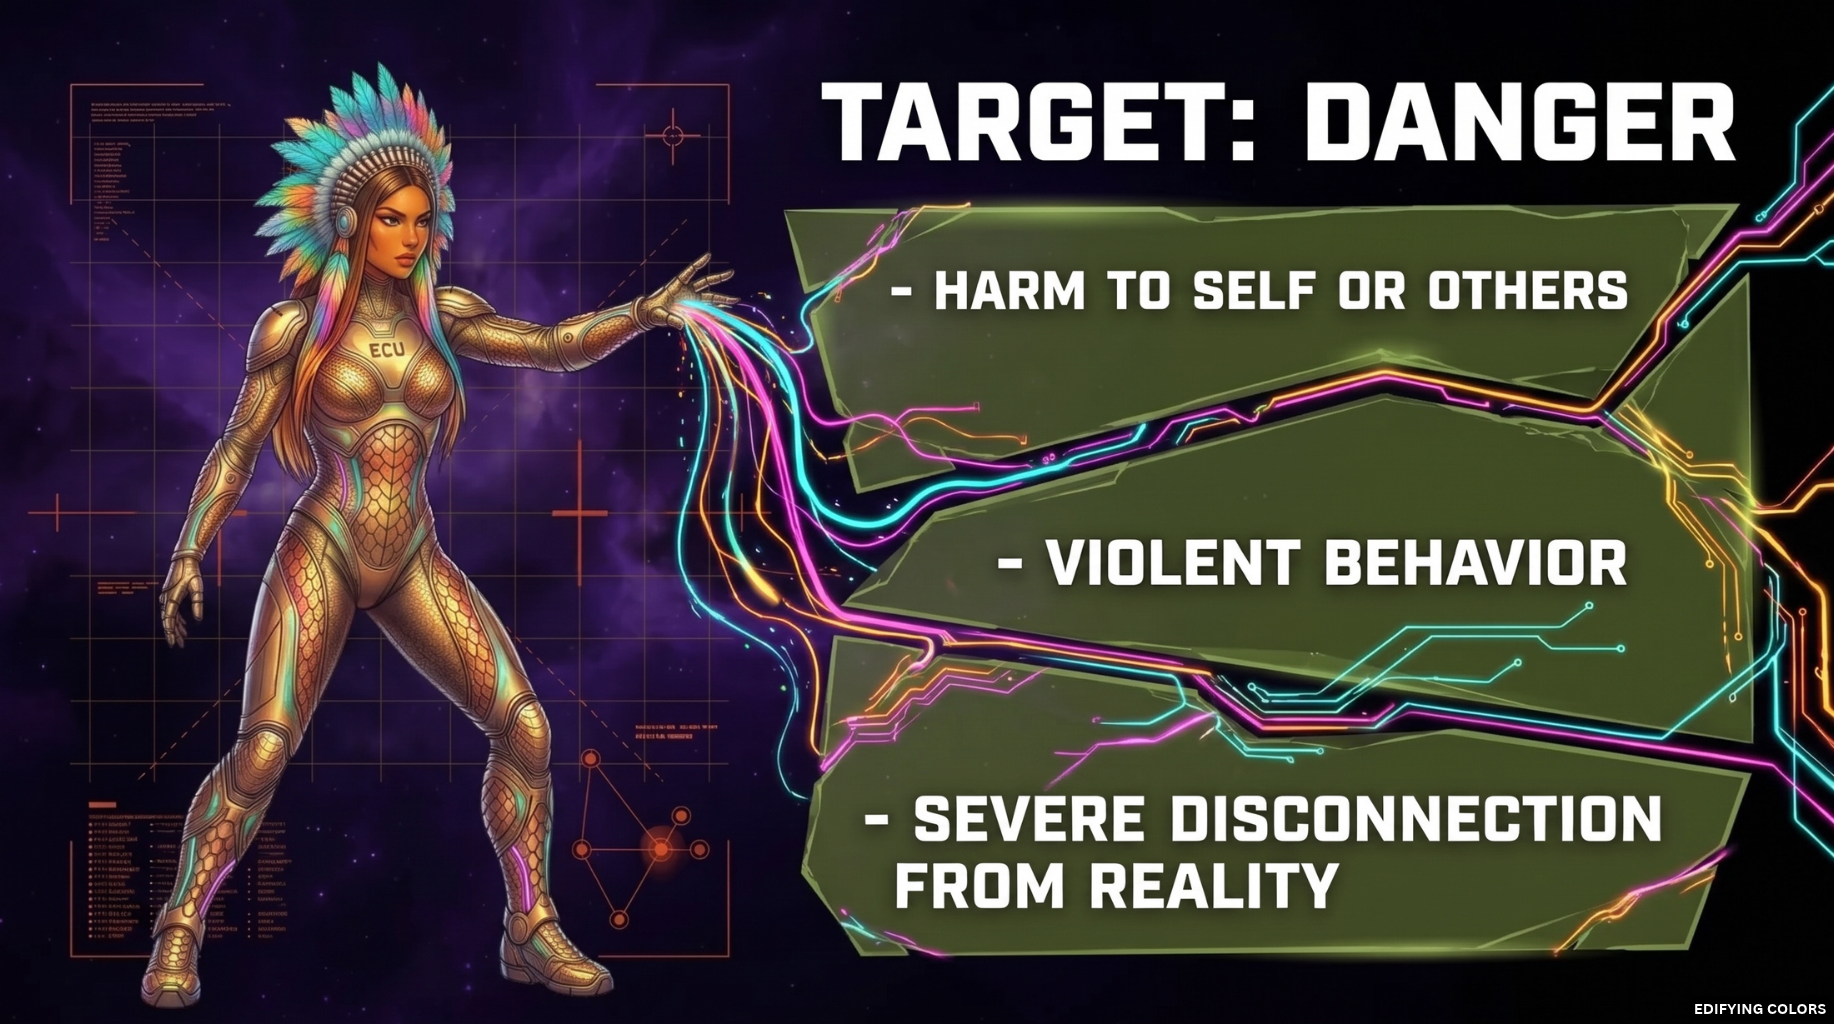 TARGET: DANGER
ECU
- HARM TO SELF OR OTHERS
- VIOLENT BEHAVIOR
- SEVERE DISCONNECTION
FROM REALITY
EDIFYING COLORS